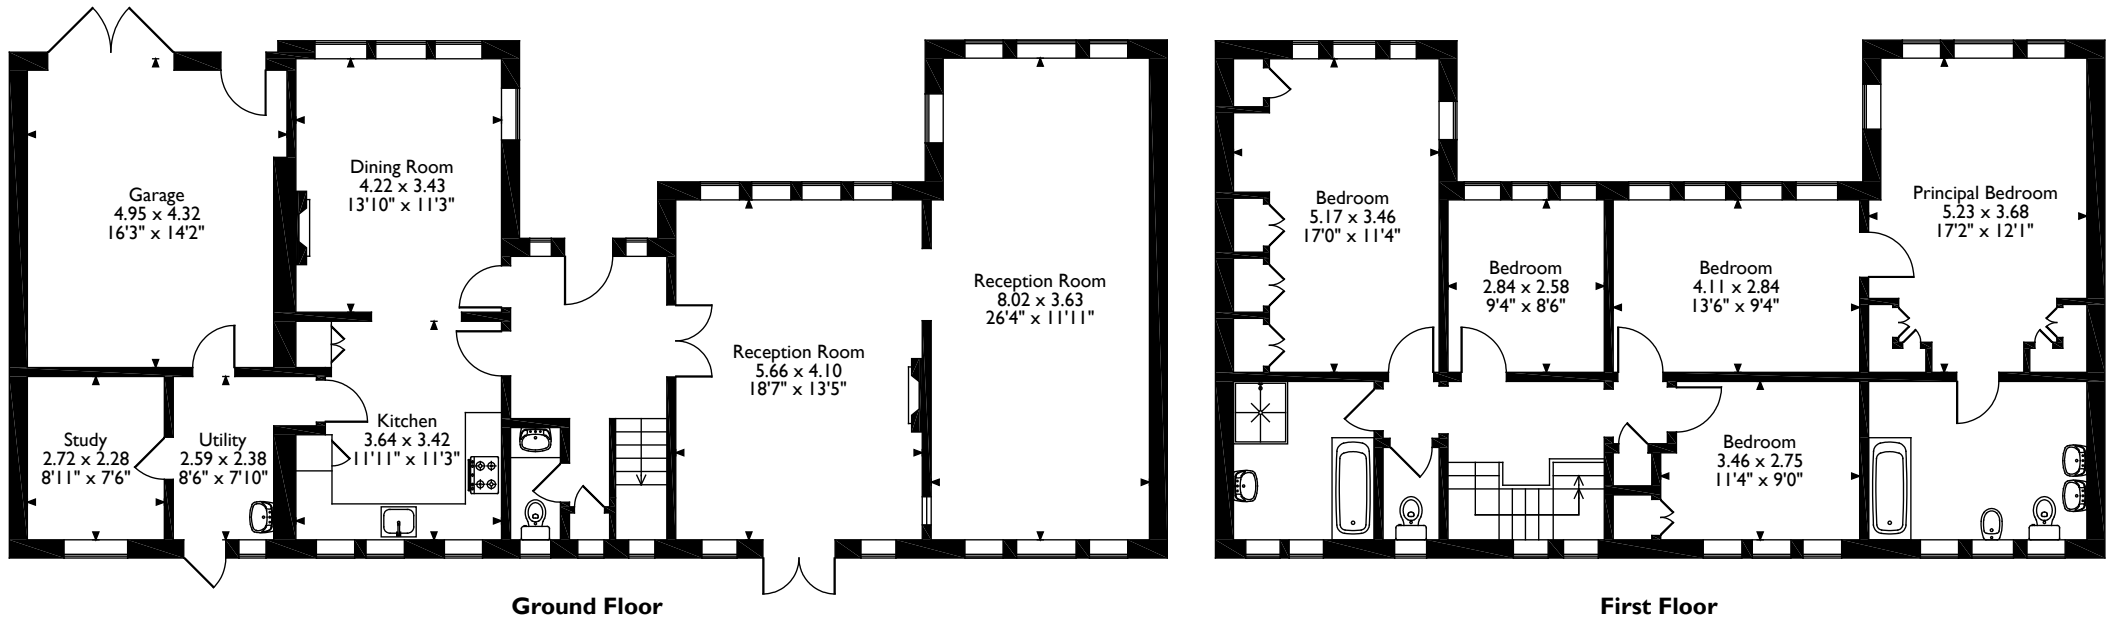 Garage
4.95 x 4.32
16'3" x 14'2"
Dining Room
4.22 x 3.43
13'10" x 11'3"
Study
2.72 x 2.28
8'11" x 7'6"
Utility
2.59 x 2.38
8'6" x 7'10"
Kitchen
3.64 x 3.42
11'11" x 11'3"
Reception Room
5.66 x 4.10
18'7" x 13'5"
Reception Room
8.02 x 3.63
26'4" x 11'11"
Ground Floor
Bedroom
5.17 x 3.46
17'0" x 11'4"
Bedroom
2.84 x 2.58
9'4" x 8'6"
Bedroom
4.11 x 2.84
13'6" x 9'4"
Principal Bedroom
5.23 x 3.68
17'2" x 12'1"
Bedroom
3.46 x 2.75
11'4" x 9'0"
First Floor